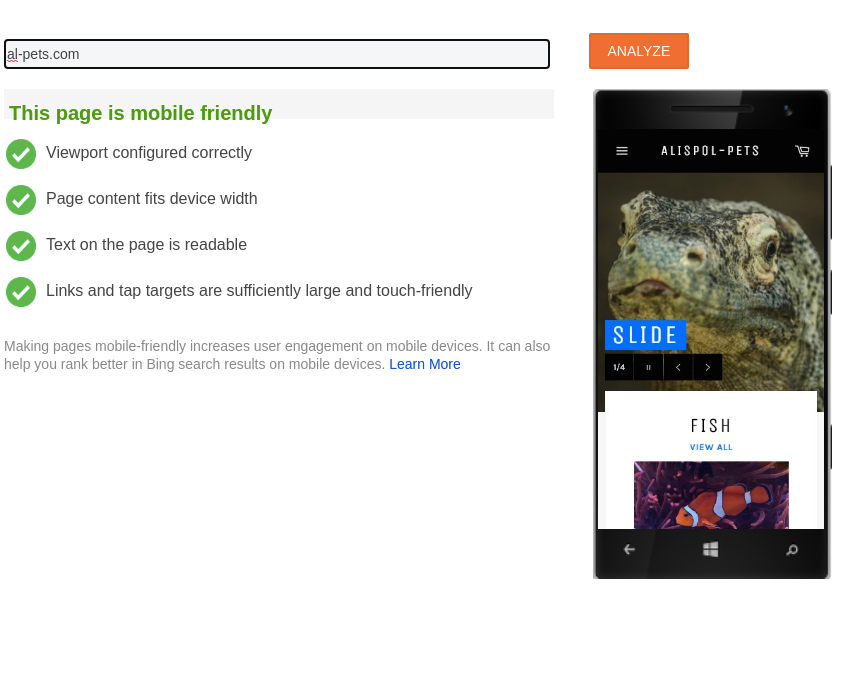 al-pets.com
ANALYZE
This page is mobile friendly
Viewport configured correctly
Page content fits device width
Text on the page is readable
Links and tap targets are sufficiently large and touch-friendly
Making pages mobile-friendly increases user engagement on mobile devices. It can also
help you rank better in Bing search results on mobile devices. Learn More
ALISPOL-PETS
SLIDE
1/4
FISH
VIEW ALL